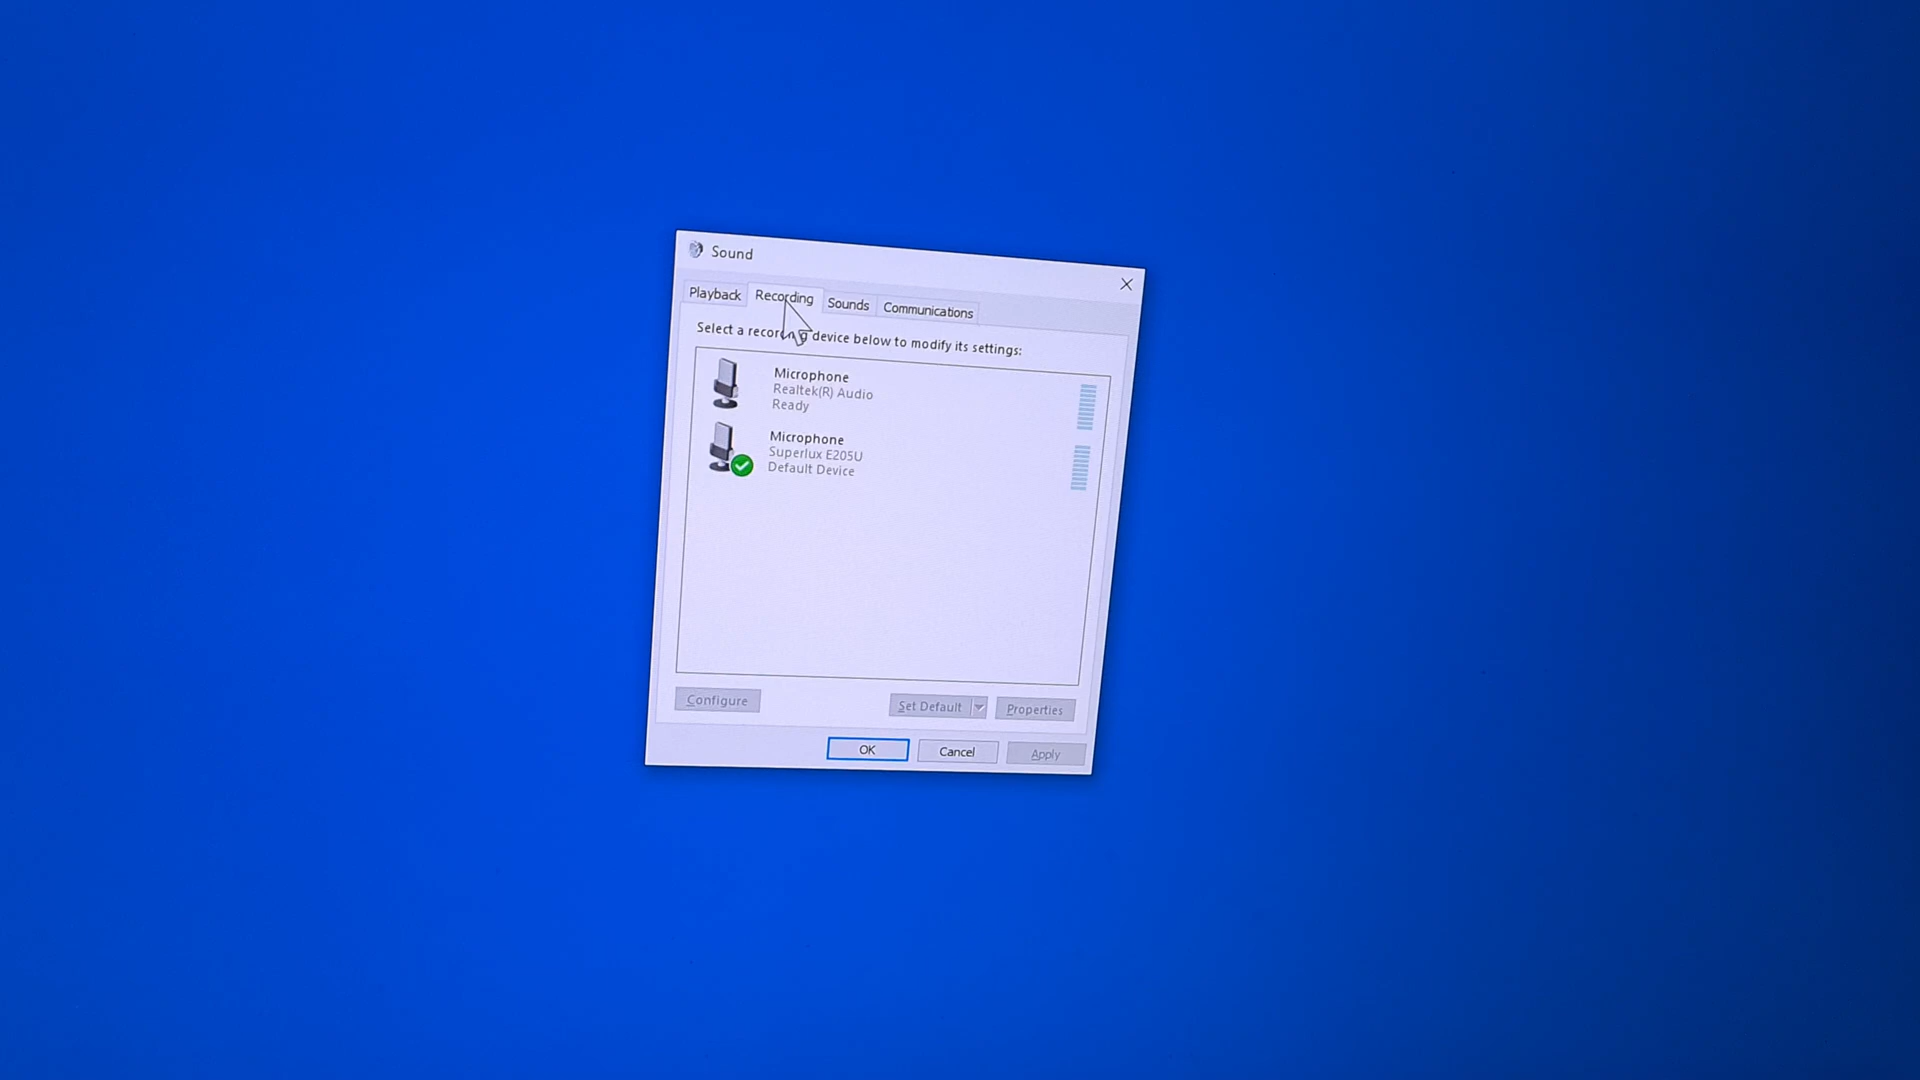 Sound
Playback
Recording
Sounds
Communications
Select a recording device below to modify its settings:
Microphone
Realtek(R) Audio
Ready
Microphone
Superlux E205U
Default Device
Configure
Set Default
Properties
OK
Cancel
Apply